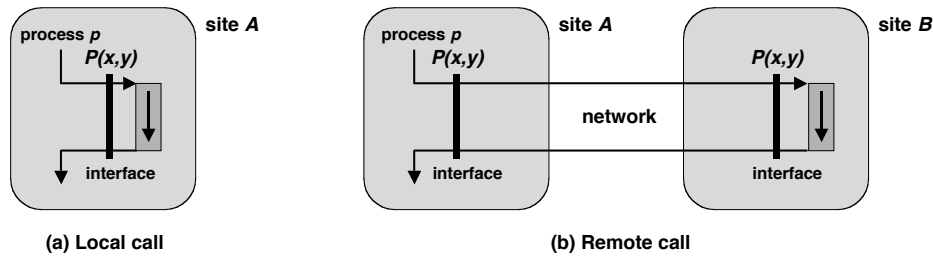 site A
process p
P(x,y)
interface
(a) Local call
site A
process p
P(x,y)
interface
network
site B
P(x,y)
interface
(b) Remote call